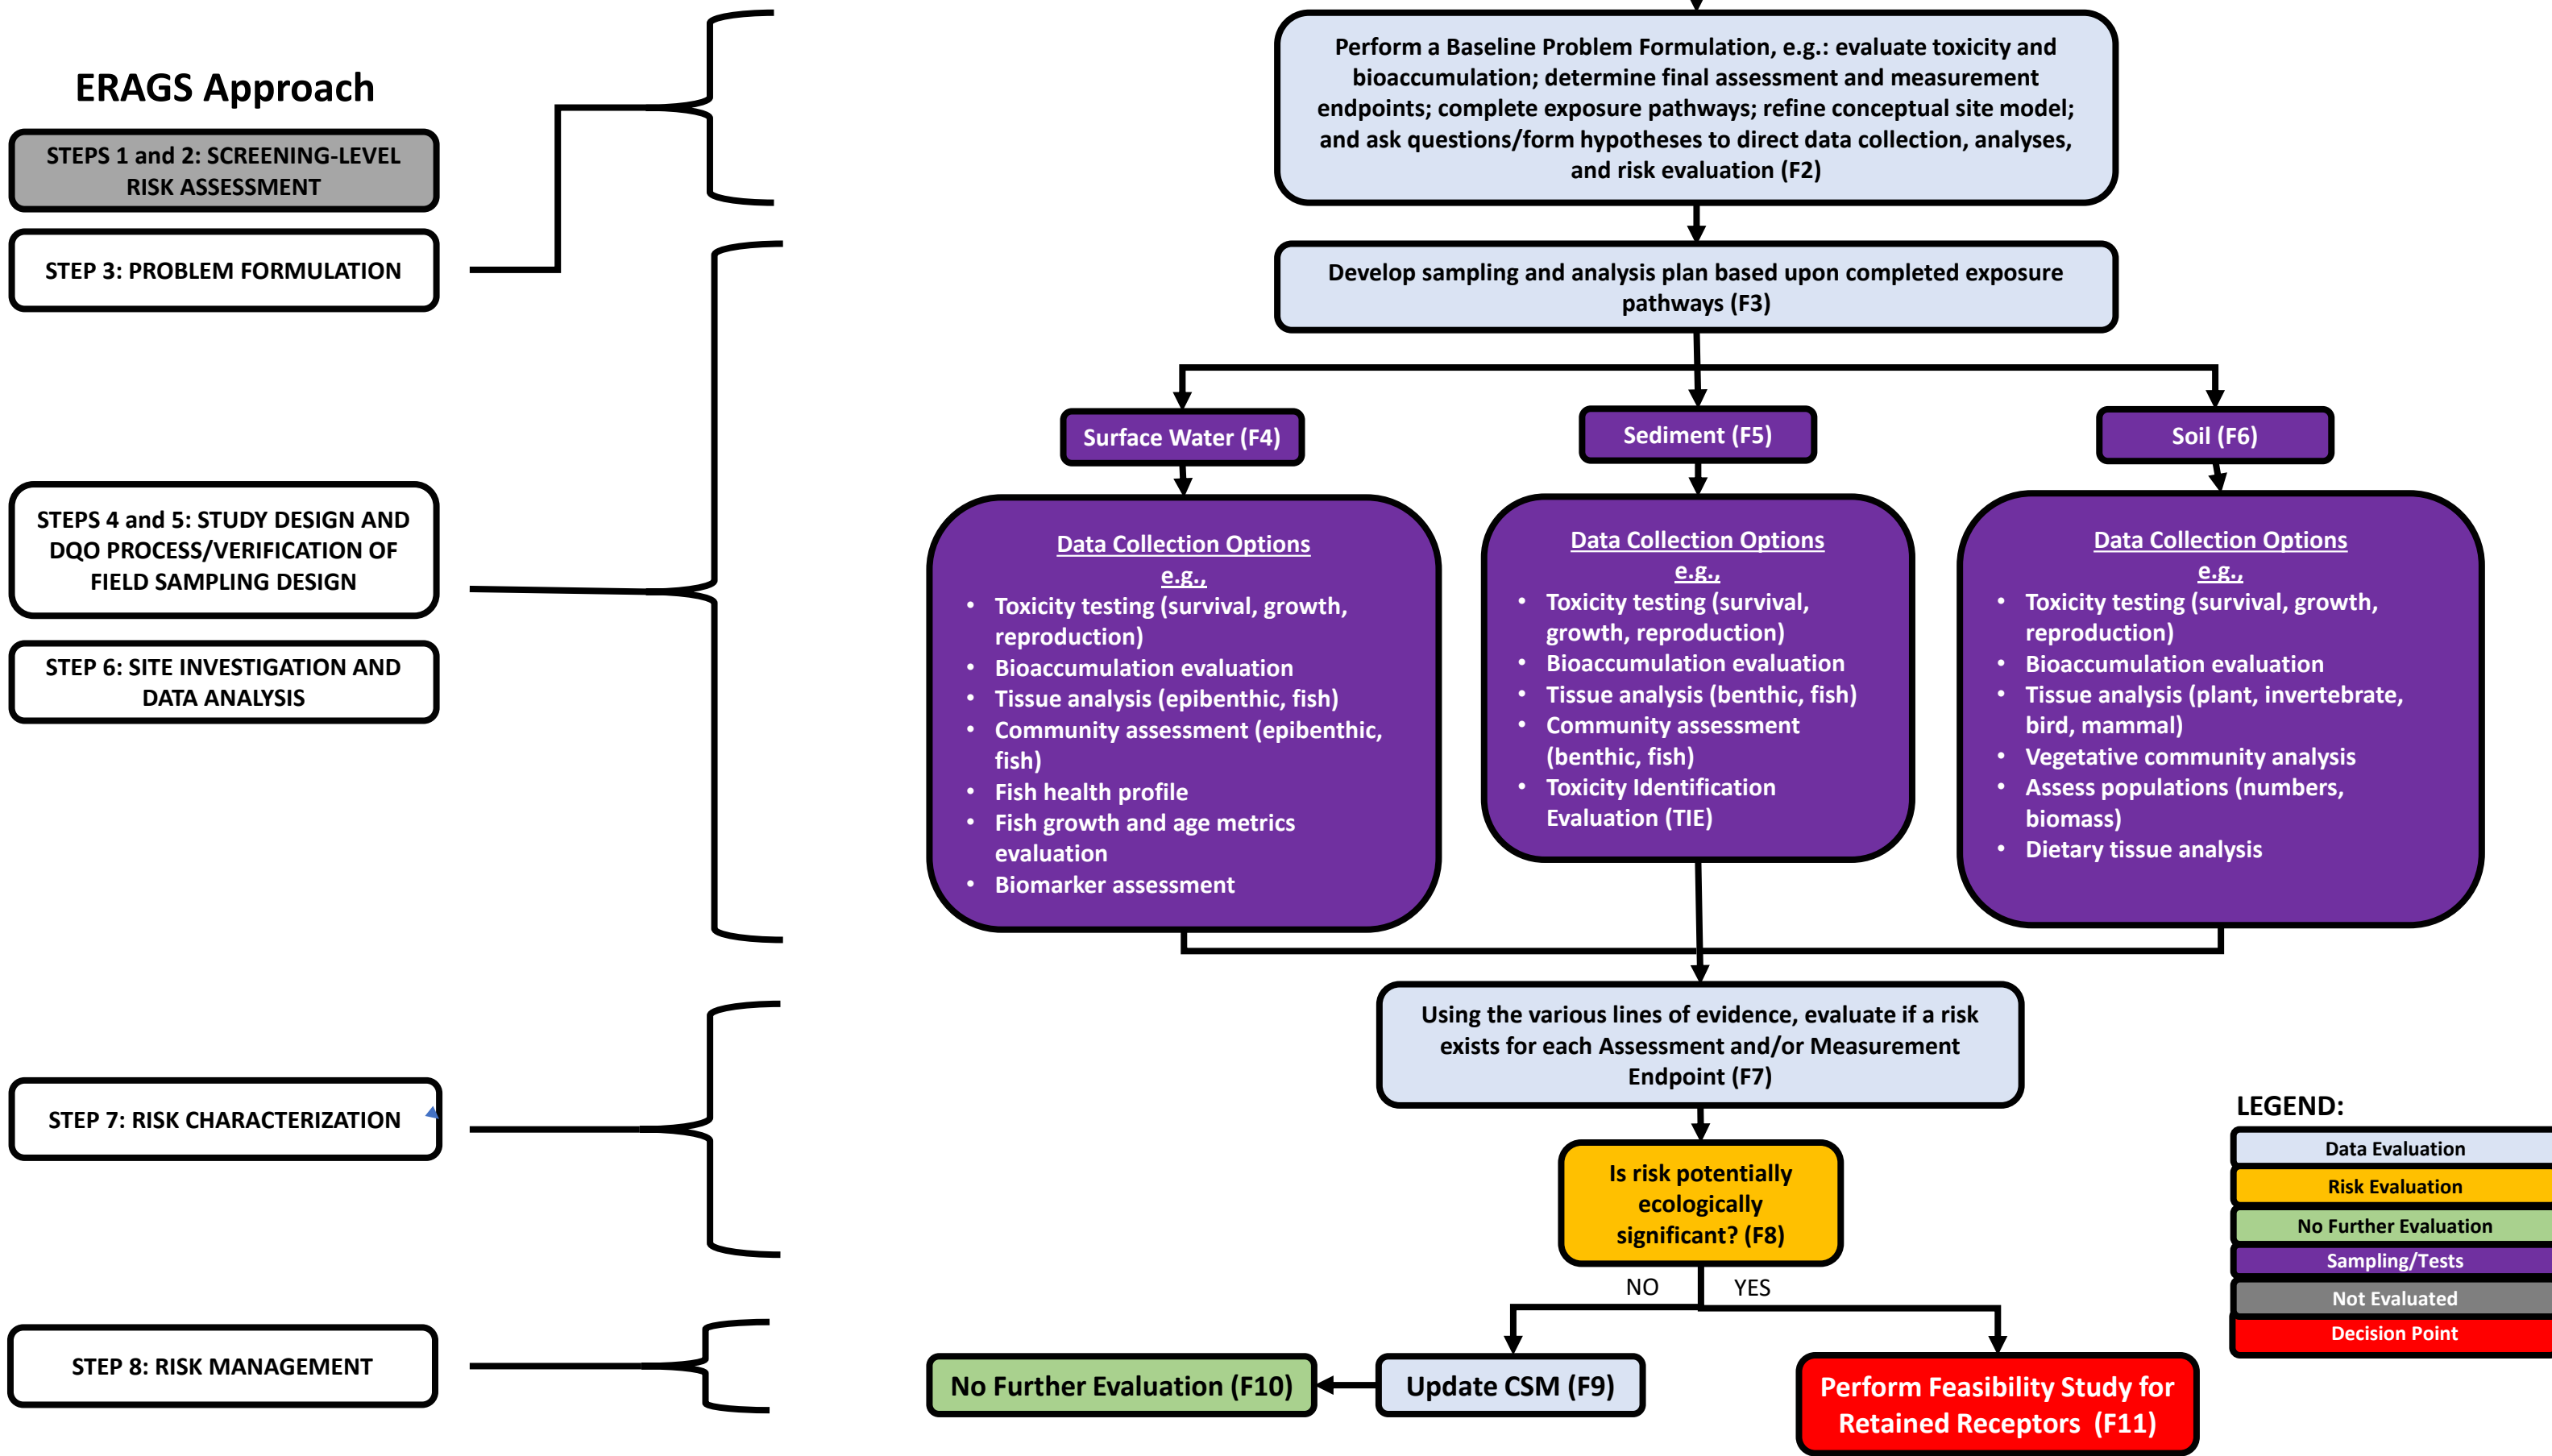 ERAGS Approach
STEPS 1 and 2: SCREENING-LEVEL
RISK ASSESSMENT
STEP 3: PROBLEM FORMULATION
STEPS 4 and 5: STUDY DESIGN AND
DQO PROCESS/VERIFICATION OF
FIELD SAMPLING DESIGN
STEP 6: SITE INVESTIGATION AND
DATA ANALYSIS
STEP 7: RISK CHARACTERIZATION
STEP 8: RISK MANAGEMENT
Perform a Baseline Problem Formulation, e.g.: evaluate toxicity and
bioaccumulation; determine final assessment and measurement
endpoints; complete exposure pathways; refine conceptual site model;
and ask questions/form hypotheses to direct data collection, analyses,
and risk evaluation (F2)
Develop sampling and analysis plan based upon completed exposure
pathways (F3)
Surface Water (F4)
Data Collection Options
e.g.,
• Toxicity testing (survival, growth,
reproduction)
• Bioaccumulation evaluation
• Tissue analysis (epibenthic, fish)
• Community assessment (epibenthic,
fish)
• Fish health profile
• Fish growth and age metrics
evaluation
• Biomarker assessment
Sediment (F5)
Data Collection Options
e.g.,
• Toxicity testing (survival,
growth, reproduction)
• Bioaccumulation evaluation
• Tissue analysis (benthic, fish)
• Community assessment
(benthic, fish)
• Toxicity Identification
Evaluation (TIE)
Soil (F6)
Data Collection Options
e.g.,
• Toxicity testing (survival, growth,
reproduction)
• Bioaccumulation evaluation
• Tissue analysis (plant, invertebrate,
bird, mammal)
• Vegetative community analysis
• Assess populations (numbers,
biomass)
• Dietary tissue analysis
Using the various lines of evidence, evaluate if a risk
exists for each Assessment and/or Measurement
Endpoint (F7)
Is risk potentially
ecologically
significant? (F8)
NO
YES
No Further Evaluation (F10)
Update CSM (F9)
Perform Feasibility Study for
Retained Receptors (F11)
LEGEND:
Data Evaluation
Risk Evaluation
No Further Evaluation
Sampling/Tests
Not Evaluated
Decision Point